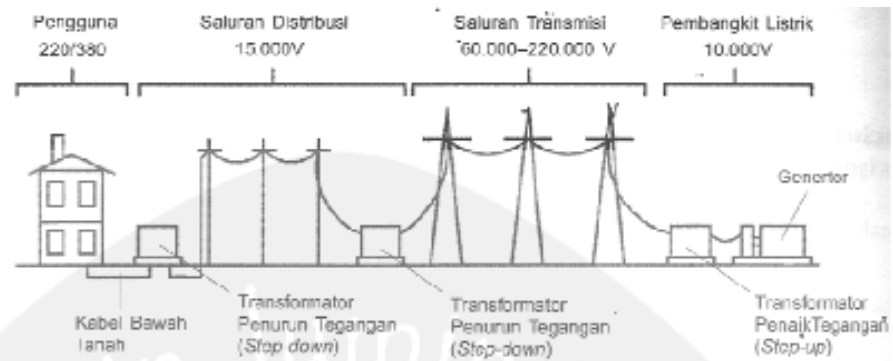 Pengguna
220/380
Saluran Distribusi
15.000V
Saluran Transmisi
60.000–220.000 V
Pembangkit Listrik
10.000V
Genertor
Kabel Bawah
Tanah
Transformator
Penurun Tegangan
(Step down)
Transformator
Penurun Tegangan
(Step-down)
Transformator
Penaik Tegangan
(Step-up)